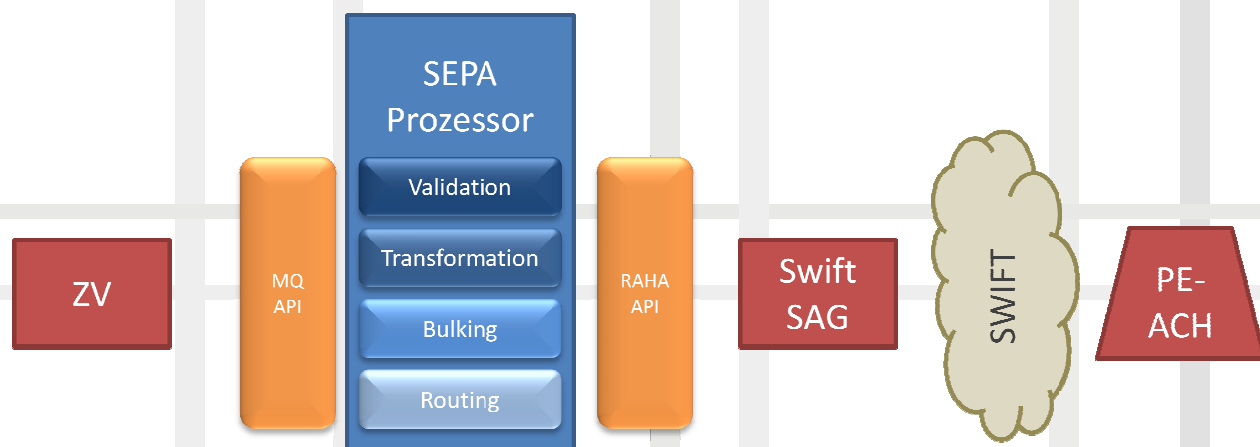 SEPA
Prozessor
Validation
Transformation
Bulking
Routing
ZV
MQ
API
RAHA
API
Swift
SAG
SWIFT
PE-
ACH